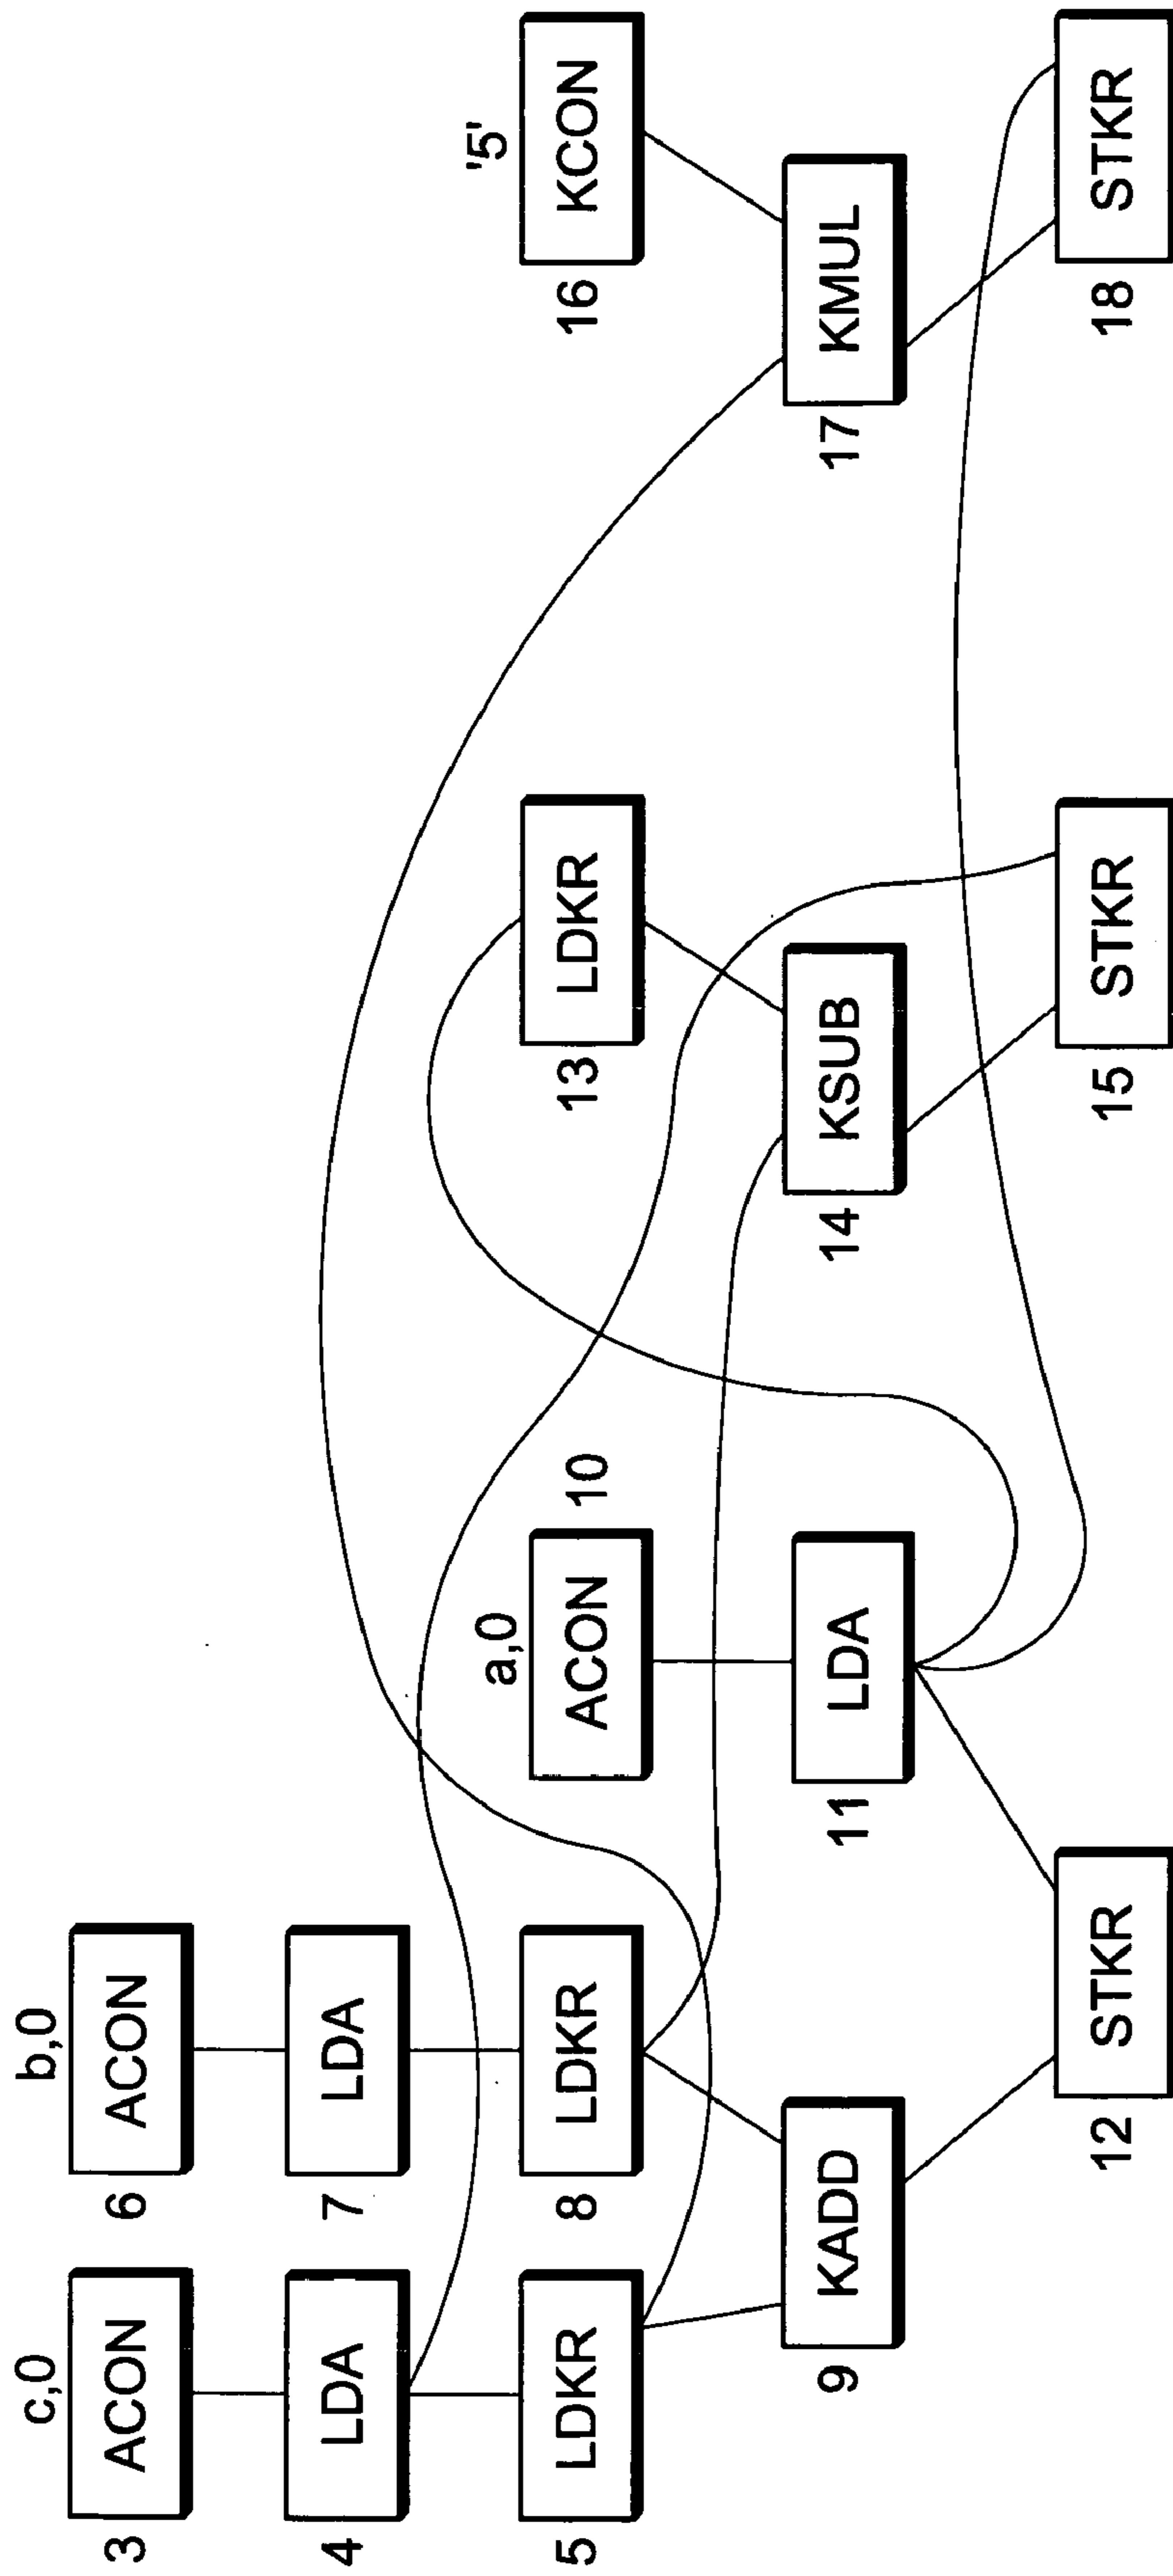 c,0
b,0
3 ACON
6 ACON
4 LDA
7 LDA
a,0
'5'
5 LDKR
8 LDKR
ACON 10
13 LDKR
16 KCON
9 KADD
11 LDA
14 KSUB
17 KMUL
12 STKR
15 STKR
18 STKR